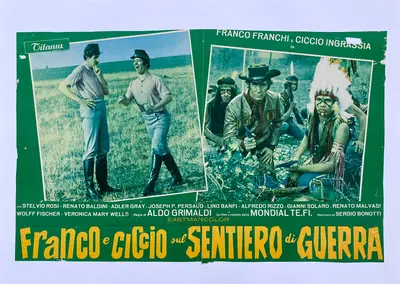 Titanus
FRANCO FRANCHI e CICCIO INGRASSIA
in
con STELVIO ROSI - RENATO BALDINI - ADLER GRAY - JOSEPH P. PERSAUD - LINO BANFI - ALFREDO RIZZO - GIANNI SOLARO - RENATO MALVASI
WOLFF FISCHER - VERONICA MARY WELLS - Regia di ALDO GRIMALDI MONDIAL TE.FI. SERGIO BONOTTI
EASTMANCOLOR
FRANCO e CICCIO sul SENTIERO di GUERRA